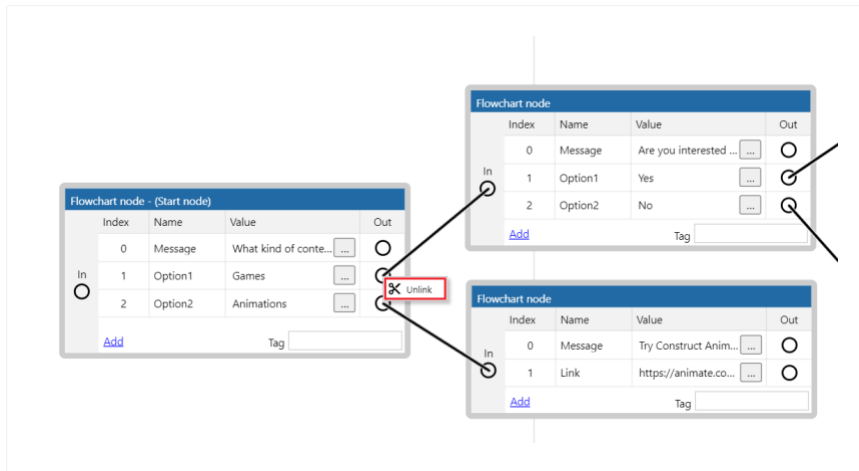 Flowchart node - (Start node)
Index Name Value Out
0 Message What kind of conte... ...
In
1 Option1 Games ...
2 Option2 Animations ...
Add Tag
Unlink
Flowchart node
Index Name Value Out
0 Message Are you interested ... ...
In
1 Option1 Yes ...
2 Option2 No ...
Add Tag
Flowchart node
Index Name Value Out
In
0 Message Try Construct Anim... ...
1 Link https://animate.co... ...
Add Tag